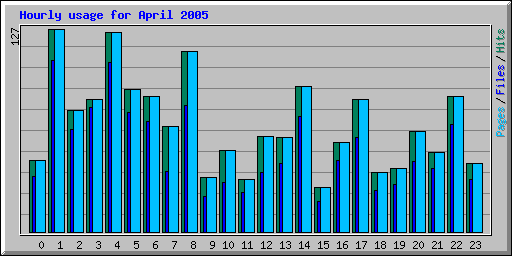 Hourly usage for April 2005
127
Pages / Files / Hits
0 1 2 3 4 5 6 7 8 9 10 11 12 13 14 15 16 17 18 19 20 21 22 23